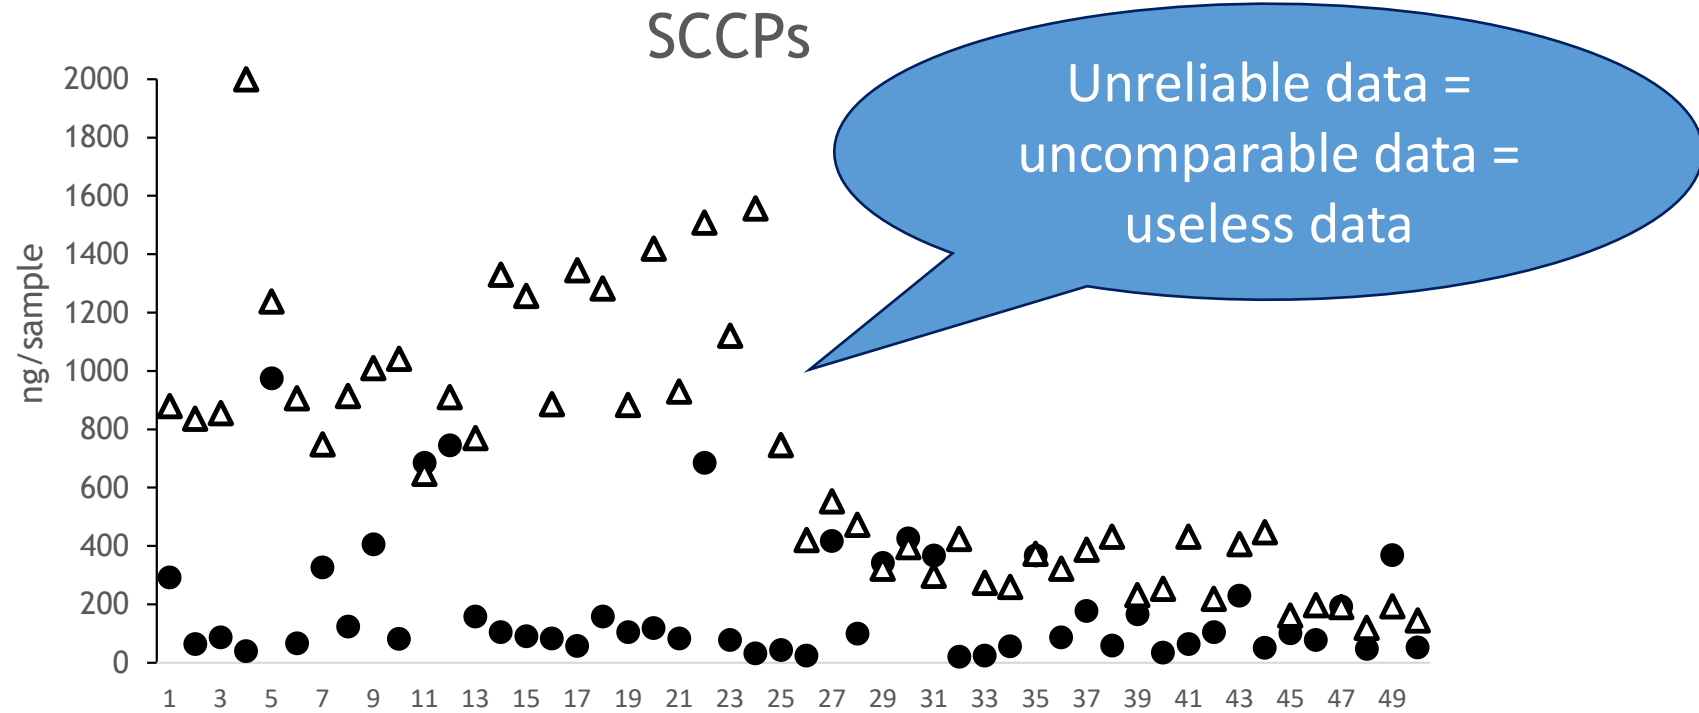 SCCPs
Unreliable data =
uncomparable data =
useless data
ng/sample
2000
1800
1600
1400
1200
1000
800
600
400
200
0
1 3 5 7 9 11 13 15 17 19 21 23 25 27 29 31 33 35 37 39 41 43 45 47 49